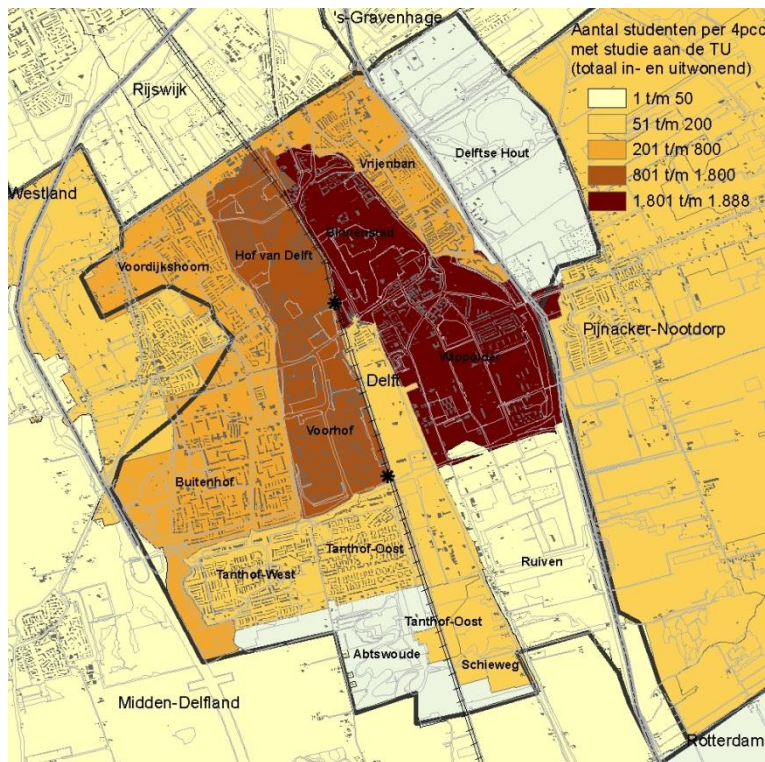 's-Gravenhage
Aantal studenten per 4pcc
met studie aan de TU
(totaal in- en uitwonend)
1 t/m 50
51 t/m 200
201 t/m 800
801 t/m 1.800
1.801 t/m 1.888
Rijswijk
Vrijenban
Delftse Hout
Westland
Binnenstad
Voordijkshoorn
Hof van Delft
Pijnacker-Nootdorp
Wippolder
Delft
Voorhof
Buitenhof
Tanthof-Oost
Ruiven
Tanthof-West
Tanthof-Oost
Abtswoude
Schieweg
Midden-Delfland
Rotterdam